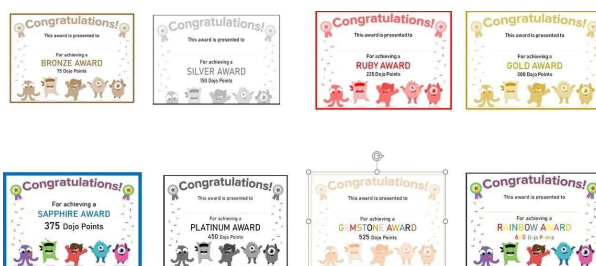 Congratulations!
This award is presented to
For achieving a
BRONZE AWARD
75 Dojo Points
Congratulations!
This award is presented to
For achieving a
SILVER AWARD
150 Dojo Points
Congratulations!
This award is presented to
For achieving a
RUBY AWARD
225 Dojo Points
Congratulations!
This award is presented to
For achieving a
GOLD AWARD
300 Dojo Points
Congratulations!
For achieving a
SAPPHIRE AWARD
375 Dojo Points
Congratulations!
This award is presented to
For achieving a
PLATINUM AWARD
450 Dojo Points
Congratulations!
This award is presented to
For achieving a
GEMSTONE AWARD
525 Dojo Points
Congratulations!
This award is presented to
For achieving a
RAINBOW AWARD
600 Dojo Points